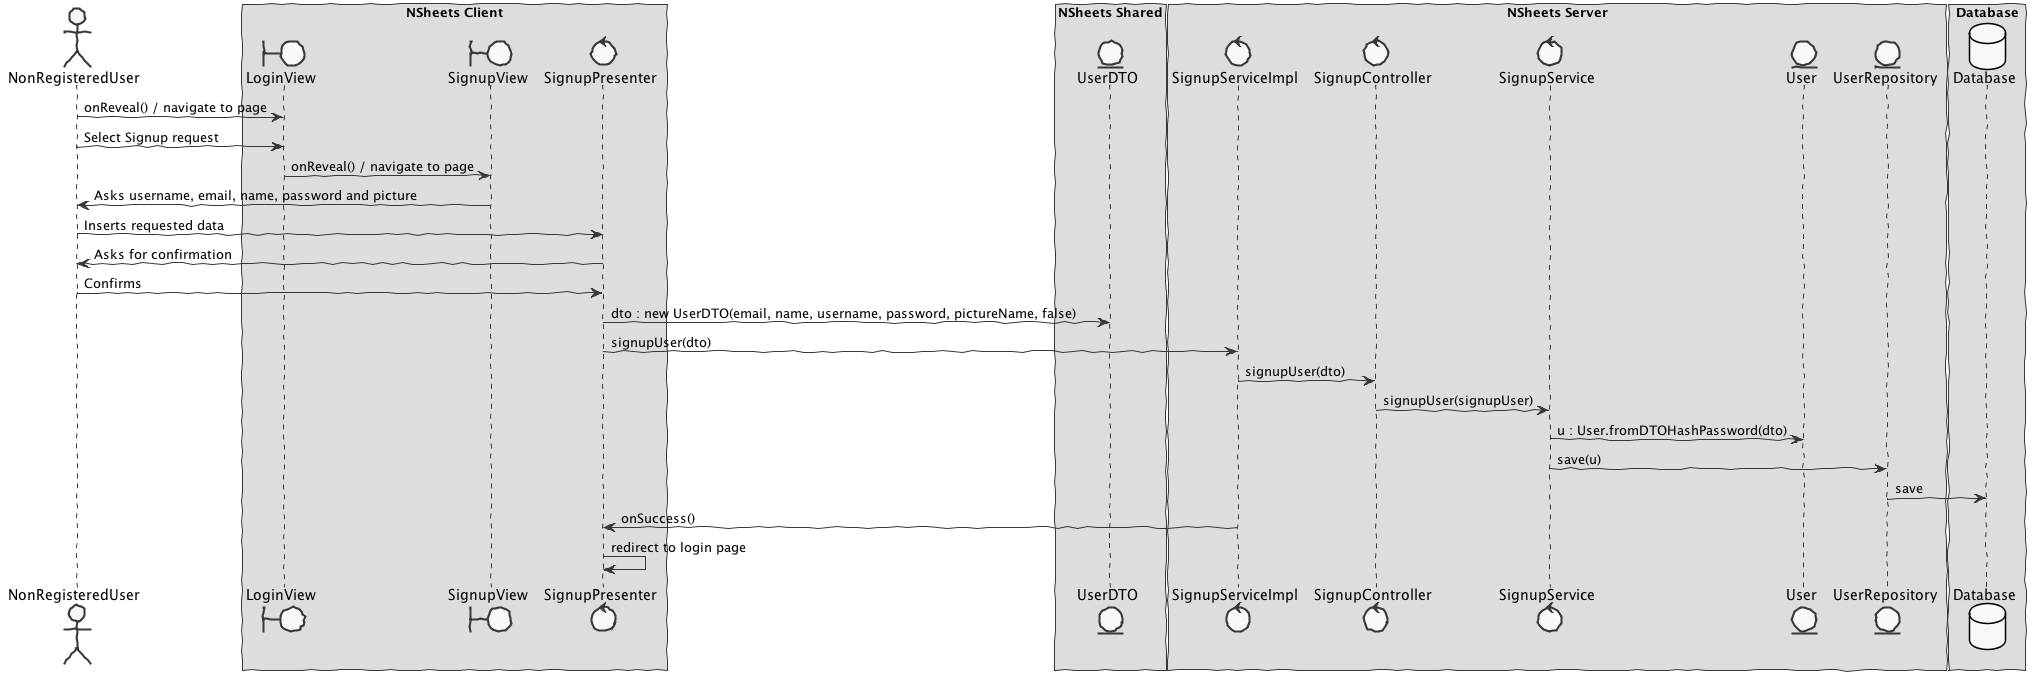 NSheets Client
NSheets Shared
NSheets Server
Database
NonRegisteredUser
LoginView
SignupView
SignupPresenter
UserDTO
SignupServiceImpl
SignupController
SignupService
User
UserRepository
Database
onReveal() / navigate to page
Select Signup request
onReveal() / navigate to page
Asks username, email, name, password and picture
Inserts requested data
Asks for confirmation
Confirms
dto : new UserDTO(email, name, username, password, pictureName, false)
signupUser(dto)
signupUser(dto)
signupUser(signupUser)
u : User.fromDTOHashPassword(dto)
save(u)
save
onSuccess()
redirect to login page
NonRegisteredUser
LoginView
SignupView
SignupPresenter
UserDTO
SignupServiceImpl
SignupController
SignupService
User
UserRepository
Database